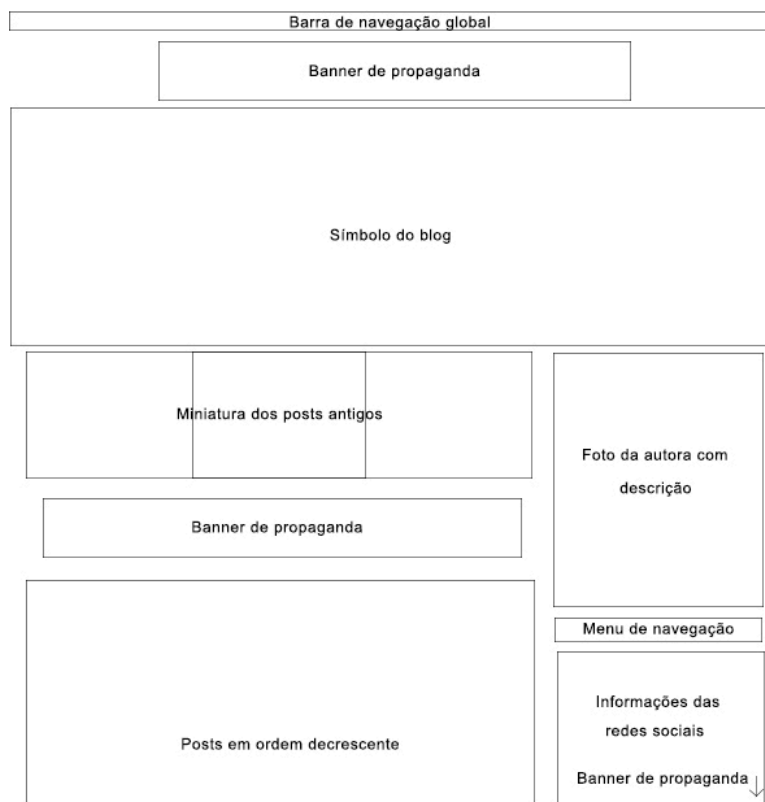 Barra de navegação global
Banner de propaganda
Símbolo do blog
Miniatura dos posts antigos
Foto da autora com
descrição
Banner de propaganda
Menu de navegação
Posts em ordem decrescente
Informações das
redes sociais
Banner de propaganda